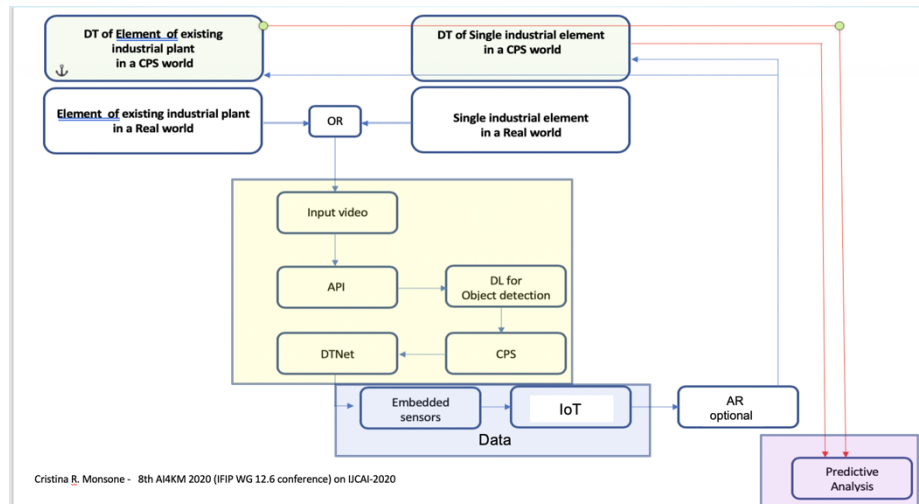 DT of Element of existing
industrial plant
in a CPS world
DT of Single industrial element
in a CPS world
Element of existing industrial plant
in a Real world
OR
Single industrial element
in a Real world
Input video
API
DL for
Object detection
DTNet
CPS
Embedded
sensors
IoT
AR
optional
Data
Predictive
Analysis
Cristina R. Monsone - 8th AI4KM 2020 (IFIP WG 12.6 conference) on IJCAI-2020